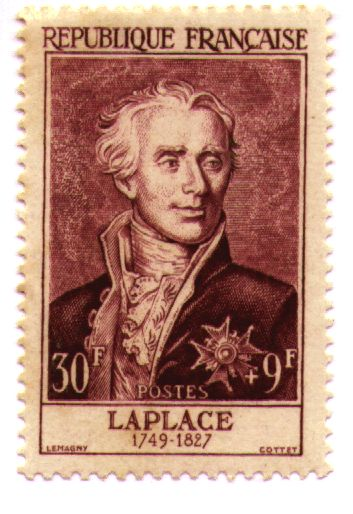 REPUBLIQUE FRANÇAISE
30F +9F
POSTES
LAPLACE
1749-1827
LEMAGNY COTTET